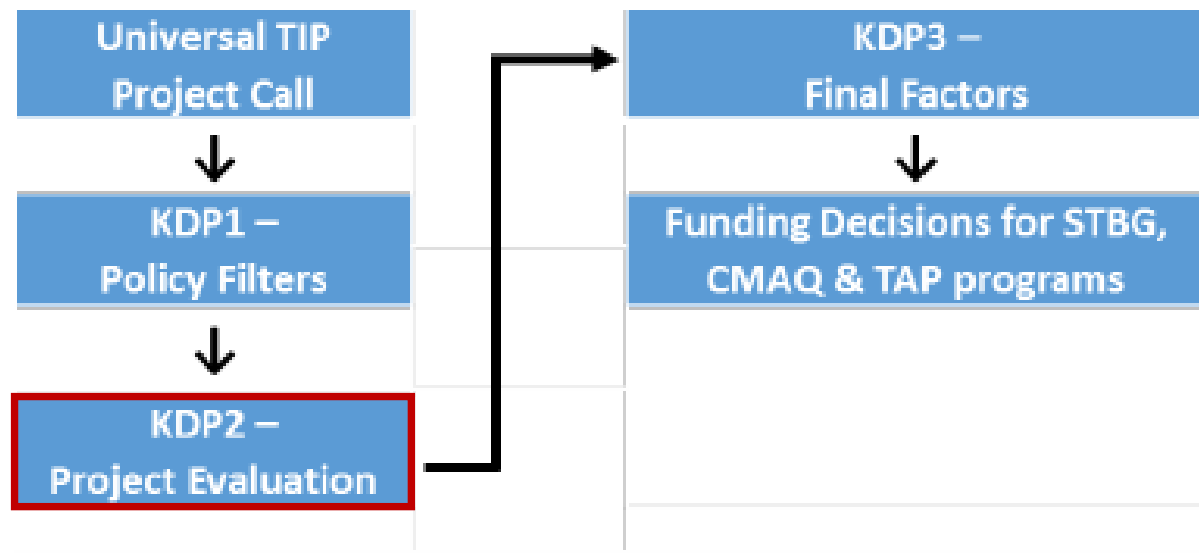 Universal TIP
Project Call
KDP1 –
Policy Filters
KDP2 –
Project Evaluation
KDP3 –
Final Factors
Funding Decisions for STBG,
CMAQ & TAP programs